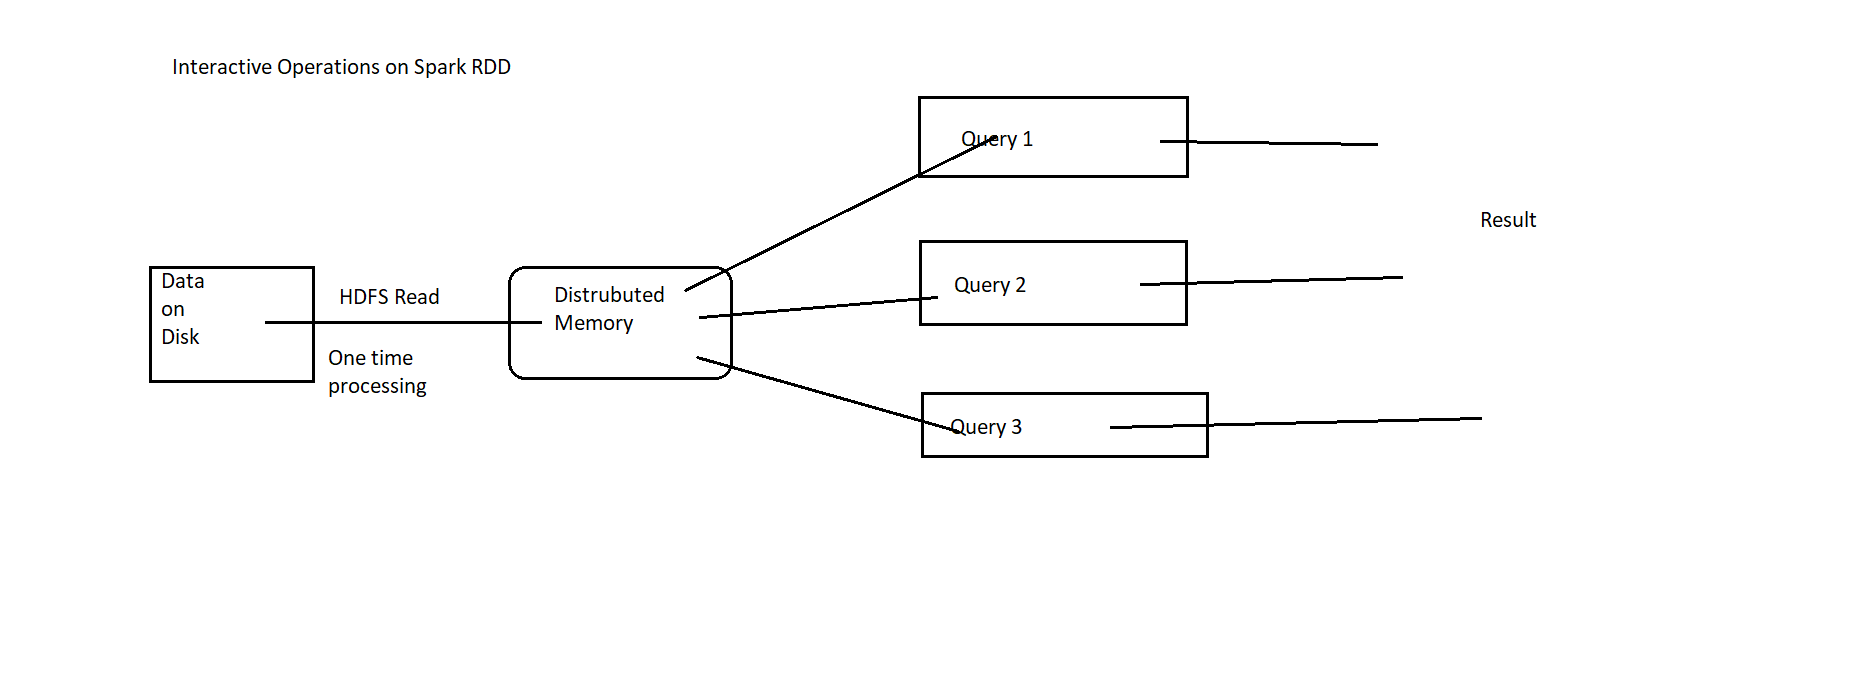 Interactive Operations on Spark RDD
Query 1
Result
Data
on
Disk
HDFS Read
One time
processing
Distrubuted
Memory
Query 2
Query 3